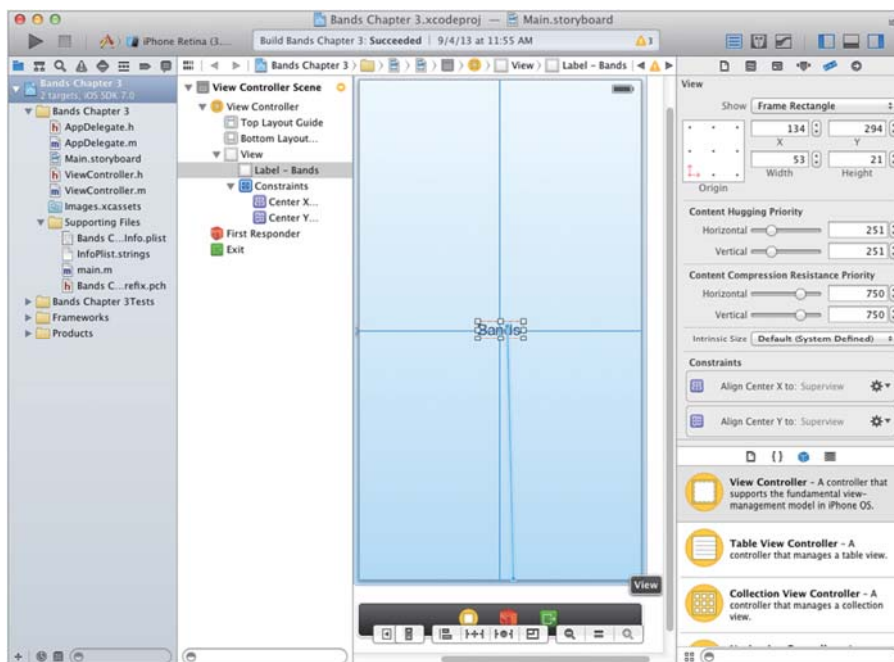 Bands Chapter 3.xcodeproj — Main.storyboard
iPhone Retina (3....
Build Bands Chapter 3: Succeeded | 9/4/13 at 11:55 AM
3
Bands Chapter 3
View
Label – Bands
Bands Chapter 3
2 targets, iOS SDK 7.0
Bands Chapter 3
AppDelegate.h
AppDelegate.m
Main.storyboard
ViewController.h
ViewController.m
Images.xcassets
Supporting Files
Bands C...Info.plist
InfoPlist.strings
main.m
Bands C...refix.pch
Bands Chapter 3Tests
Frameworks
Products
View Controller Scene
View Controller
Top Layout Guide
Bottom Layout...
View
Label – Bands
Constraints
Center X...
Center Y...
First Responder
Exit
Bands
View
View
Show Frame Rectangle
134 294
X Y
53 21
Width Height
Origin
Content Hugging Priority
Horizontal 251
Vertical 251
Content Compression Resistance Priority
Horizontal 750
Vertical 750
Intrinsic Size Default (System Defined)
Constraints
Align Center X to: Superview
Align Center Y to: Superview
View Controller – A controller that
supports the fundamental view-
management model in iPhone OS.
Table View Controller – A
controller that manages a table view.
Collection View Controller – A
controller that manages a collection
view.